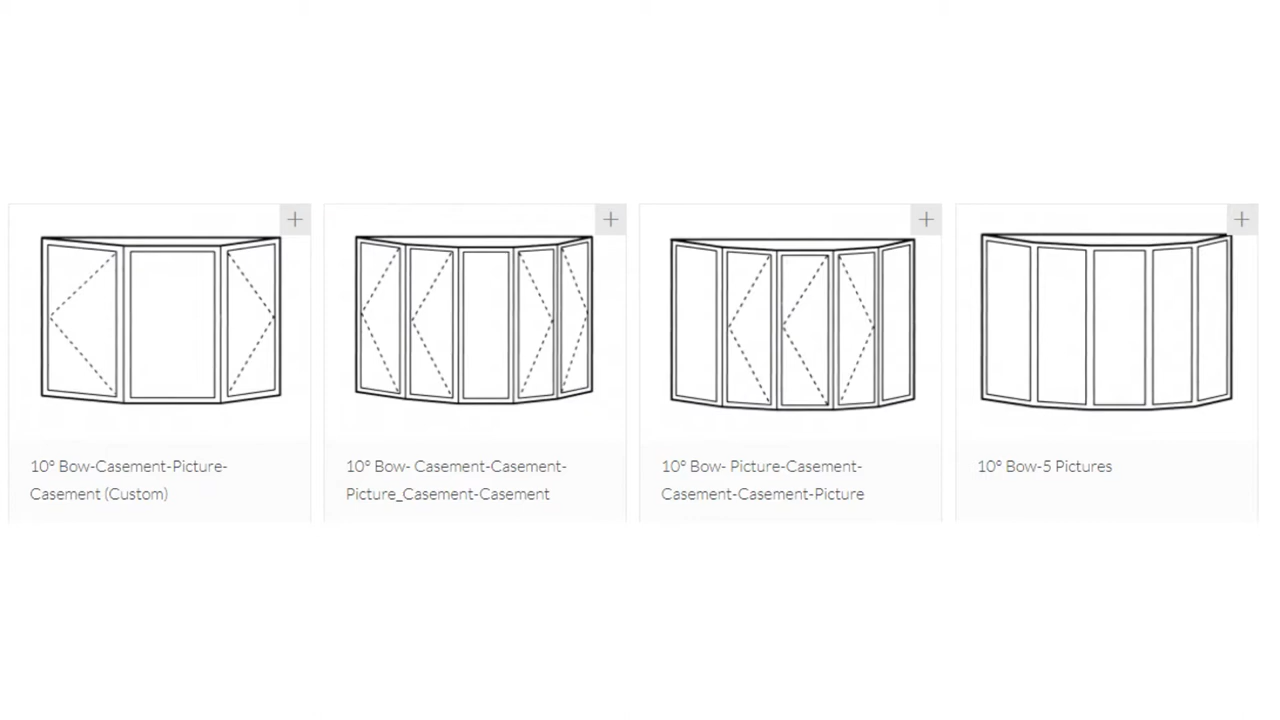 10° Bow-Casement-Picture-
Casement (Custom)
10° Bow- Casement-Casement-
Picture_Casement-Casement
10° Bow- Picture-Casement-
Casement-Casement-Picture
10° Bow-5 Pictures